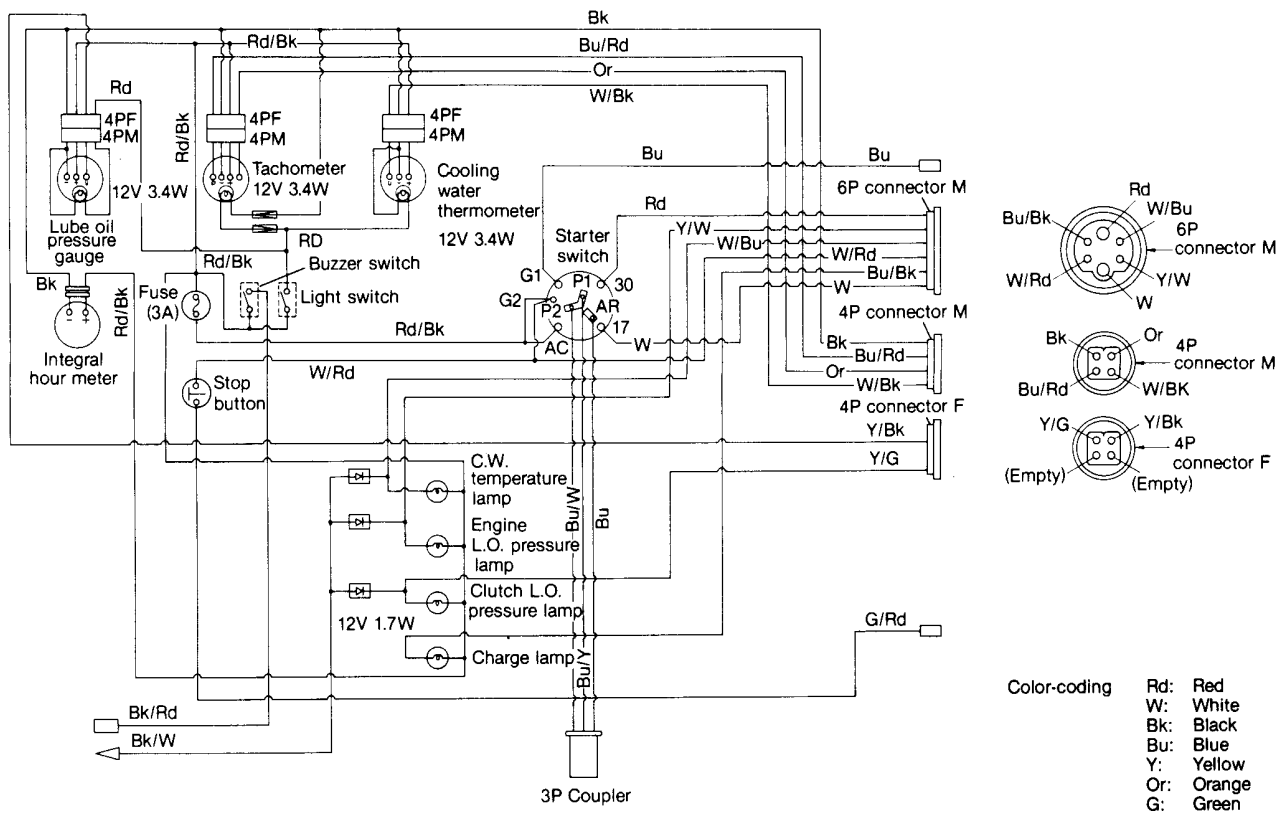 Bk
Rd/Bk
Bu/Rd
Or
W/Bk
Rd
4PF
4PM
4PF
4PM
4PF
4PM
Rd/Bk
12V 3.4W
Tachometer
12V 3.4W
Cooling
water
thermometer
12V 3.4W
Lube oil
pressure
gauge
RD
Bu
Bu
6P connector M
Rd
Y/W
W/Bu
W/Rd
Bu/Bk
W
Starter
switch
G1
G2
P1
P2
30
AR
17
AC
Rd/Bk
Buzzer switch
Light switch
Bk
Fuse
(3A)
Rd/Bk
Integral
hour meter
Rd/Bk
W
W/Rd
Stop
button
4P connector M
Bk
Bu/Rd
Or
W/Bk
4P connector F
Y/Bk
Y/G
C.W.
temperature
lamp
Engine
L.O. pressure
lamp
Clutch L.O.
pressure lamp
12V 1.7W
Charge lamp
Bu/W
Bu
Bu/Y
G/Rd
Bk/Rd
Bk/W
3P Coupler
Rd
Bu/Bk
W/Bu
6P
connector M
W/Rd
Y/W
W
Bk
Or
4P
connector M
Bu/Rd
W/BK
Y/G
Y/Bk
4P
connector F
(Empty)
(Empty)
Color-coding
Rd: Red
W: White
Bk: Black
Bu: Blue
Y: Yellow
Or: Orange
G: Green